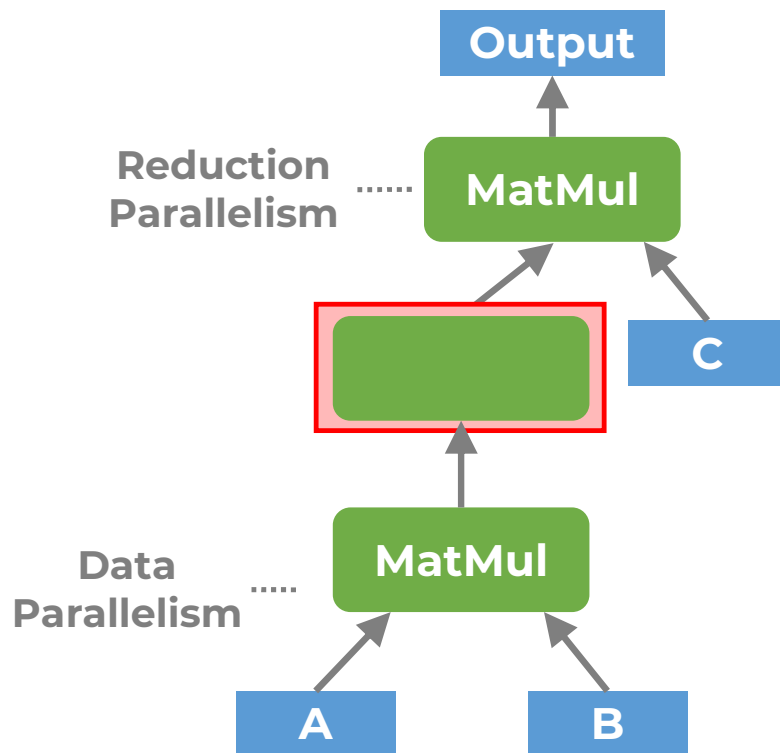 Output
Reduction
Parallelism
MatMul
C
MatMul
Data
Parallelism
A
B